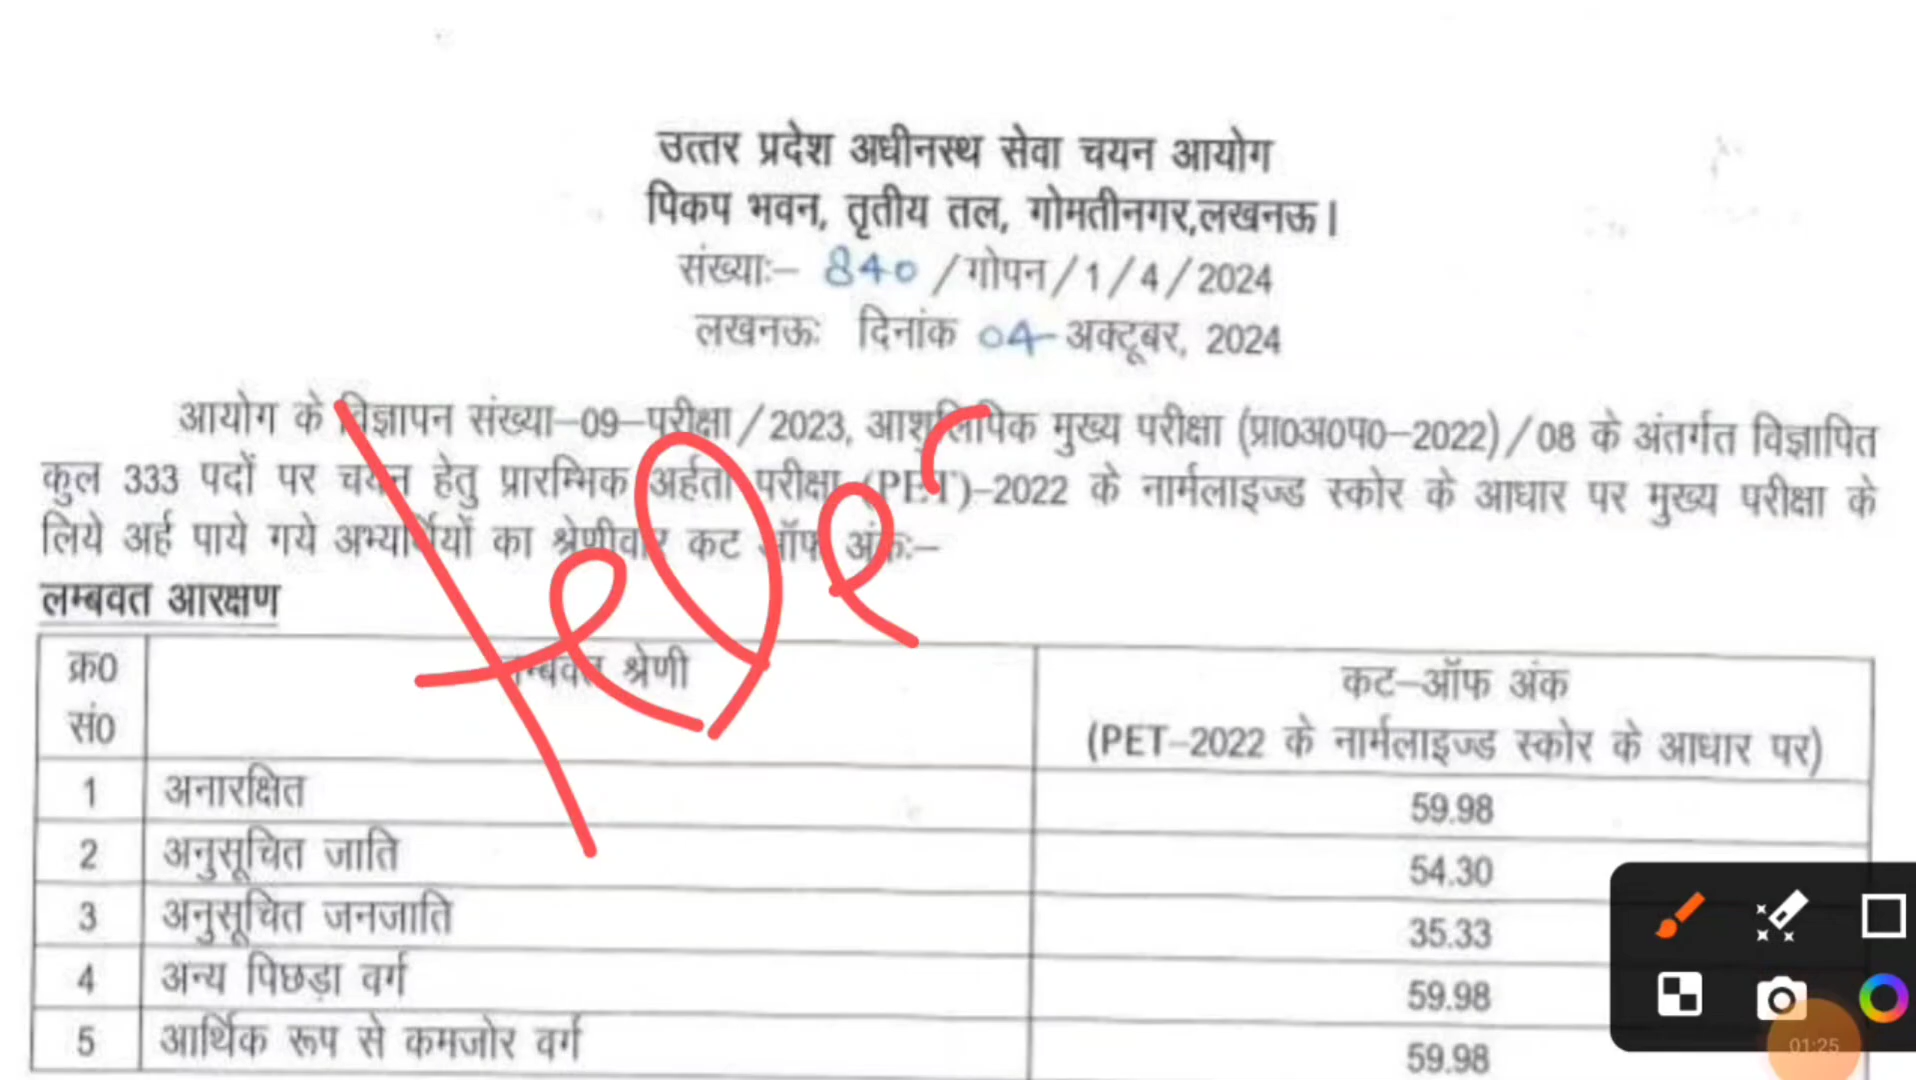 उत्तर प्रदेश अधीनस्थ सेवा चयन आयोग
पिकप भवन, तृतीय तल, गोमतीनगर,लखनऊ।
संख्याः– 840 /गोपन/1/4/2024
लखनऊः दिनांक 04 अक्टूबर, 2024
आयोग के विज्ञापन संख्या–09–परीक्षा/2023, आशुलिपिक मुख्य परीक्षा (प्रा0अ0प0–2022)/08 के अंतर्गत विज्ञापित
कुल 333 पदों पर चयन हेतु प्रारम्भिक अर्हता परीक्षा (PET)–2022 के नार्मलाइज्ड स्कोर के आधार पर मुख्य परीक्षा के
लिये अर्ह पाये गये अभ्यर्थियों का श्रेणीवार कट ऑफ अंकः–
लम्बवत आरक्षण
क्र0 सं0 लम्बवत श्रेणी कट–ऑफ अंक
(PET–2022 के नार्मलाइज्ड स्कोर के आधार पर)
1 अनारक्षित 59.98
2 अनुसूचित जाति 54.30
3 अनुसूचित जनजाति 35.33
4 अन्य पिछड़ा वर्ग 59.98
5 आर्थिक रूप से कमजोर वर्ग 59.98
01:25